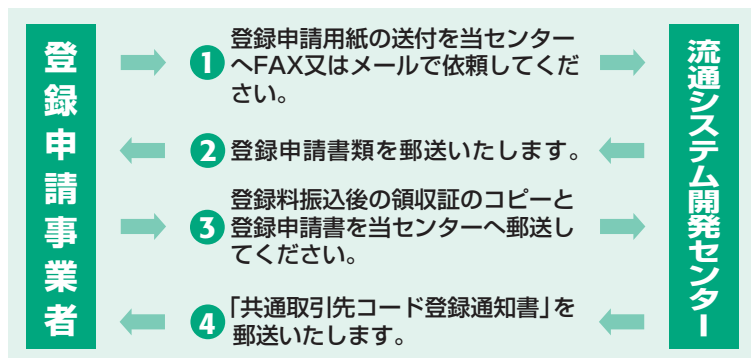 登録申請事業者
❶ 登録申請用紙の送付を当センター
へFAX又はメールで依頼してくだ
さい。
❷ 登録申請書類を郵送いたします。
登録料振込後の領収証のコピーと
❸ 登録申請書を当センターへ郵送し
てください。
「共通取引先コード登録通知書」を
❹ 郵送いたします。
流通システム開発センター